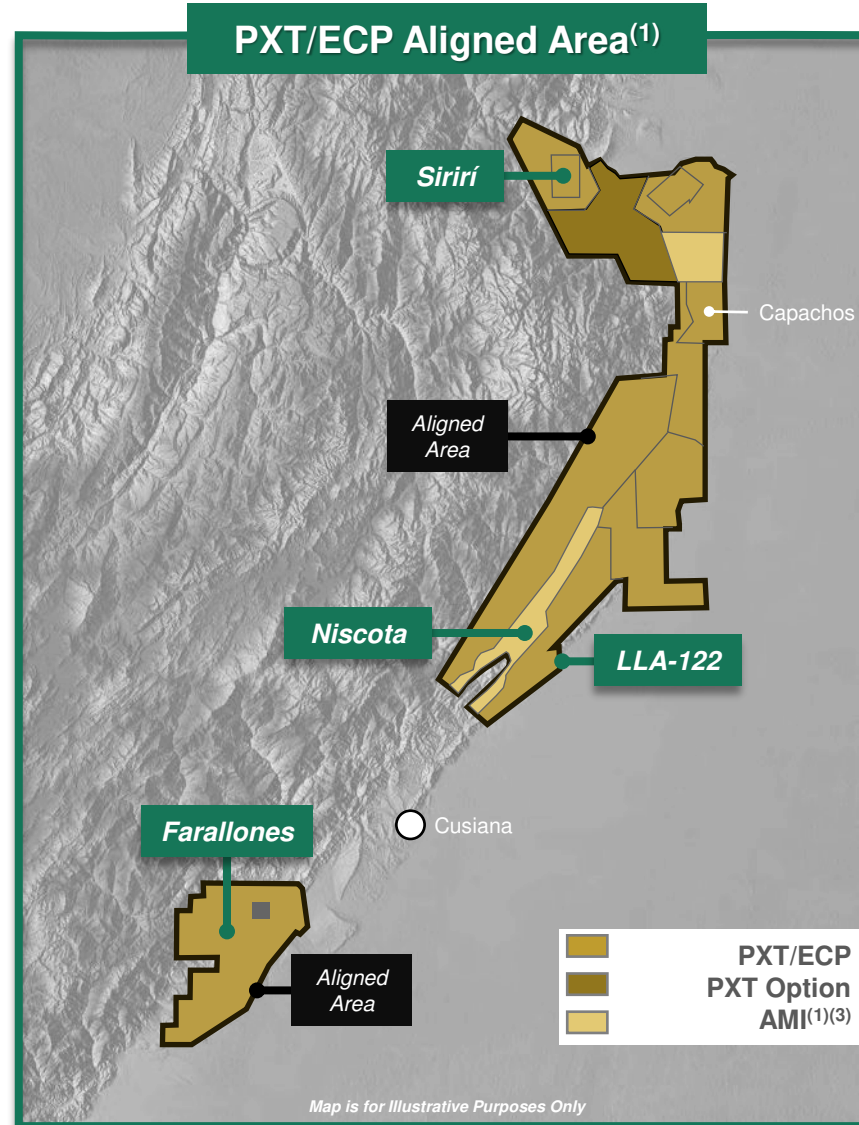 PXT/ECP Aligned Area(1)
Sirirí
Capachos
Aligned
Area
Niscota
LLA-122
Cusiana
Farallones
Aligned
Area
PXT/ECP
PXT Option
AMI(1)(3)
Map is for Illustrative Purposes Only